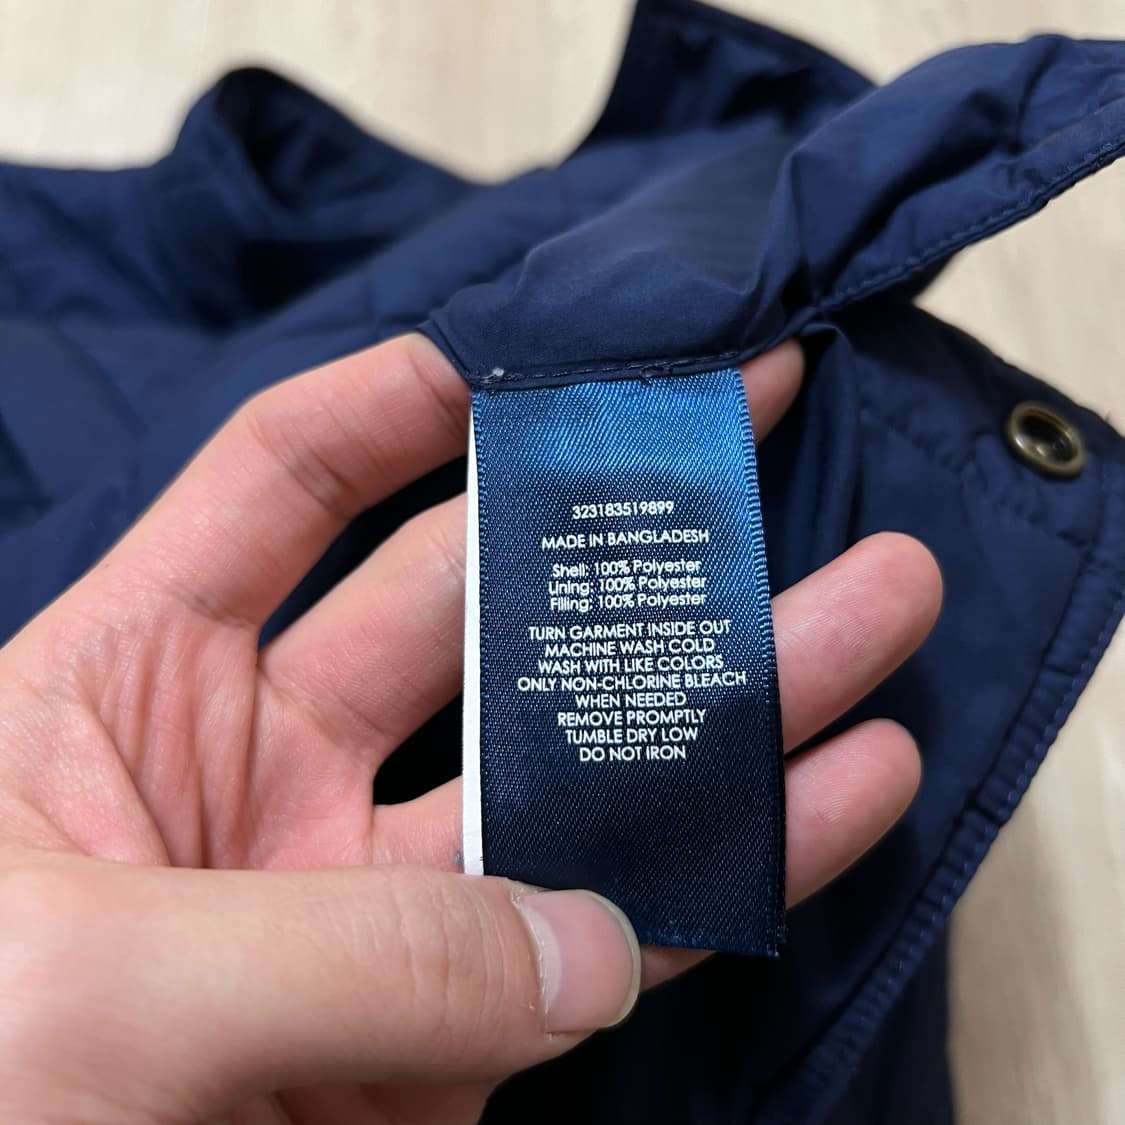 323183519899
MADE IN BANGLADESH
Shell: 100% Polyester
Lining: 100% Polyester
Filling: 100% Polyester
TURN GARMENT INSIDE OUT
MACHINE WASH COLD
WASH WITH LIKE COLORS
ONLY NON-CHLORINE BLEACH
WHEN NEEDED
REMOVE PROMPTLY
TUMBLE DRY LOW
DO NOT IRON